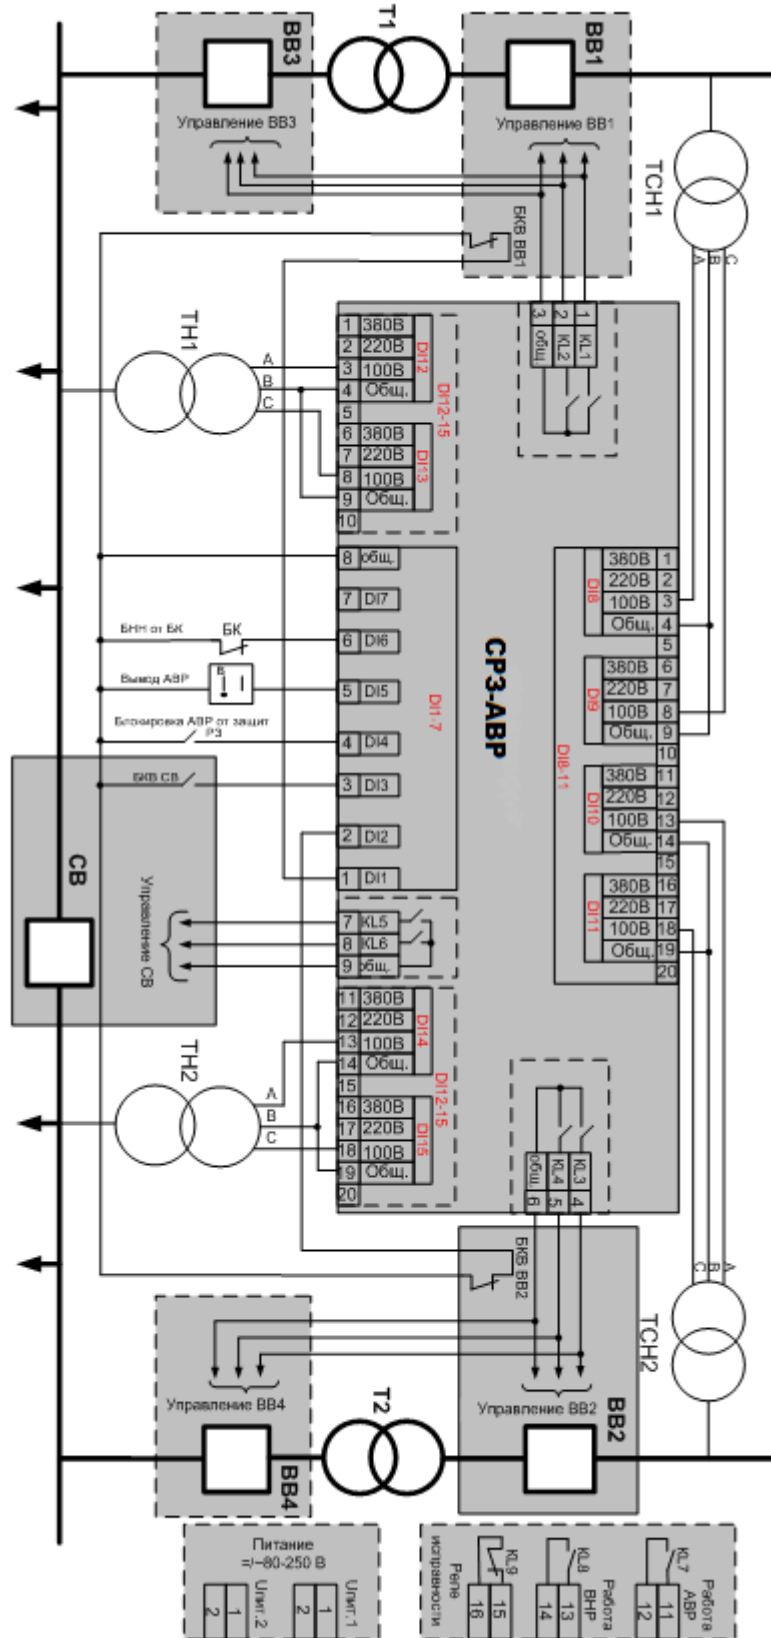 Т1
ВВ3
ВВ1
Управление ВВ3
Управление ВВ1
ТСН1
БКВ ВВ1
A
B
C
3
2
1
общ.
KL2
KL1
ТН1
A
B
C
1 380В
2 220В
3 100В
4 Общ.
5
6 380В
7 220В
8 100В
9 Общ.
10
DI12
DI13
DI12-15
8 общ.
7 DI7
6 DI6
5 DI5
4 DI4
3 DI3
2 DI2
1 DI1
DI1-7
БНН от БК
БК
Вывод АВР
Блокировка АВР от защит
РЗ
БКВ СВ
СР3-АВР
380В 1
220В 2
100В 3
Общ. 4
5
380В 6
220В 7
100В 8
Общ. 9
10
380В 11
220В 12
100В 13
Общ. 14
15
380В 16
220В 17
100В 18
Общ. 19
20
DI8
DI9
DI10
DI11
DI8-11
СВ
Управление СВ
7 KL5
8 KL6
9 общ.
11 380В
12 220В
13 100В
14 Общ.
15
16 380В
17 220В
18 100В
19 Общ.
20
DI14
DI15
DI12-15
ТН2
A
B
C
общ.
KL4
KL3
6
5
4
БКВ ВВ2
C
B
A
ТСН2
Управление ВВ4
Управление ВВ2
Т2
ВВ2
ВВ4
Питание
=/~80-250 В
Uпит.1
1
2
Uпит.2
1
2
Работа
АВР
KL7
11
12
Работа
ВНР
KL8
13
14
KL9
15
16
Реле
исправности